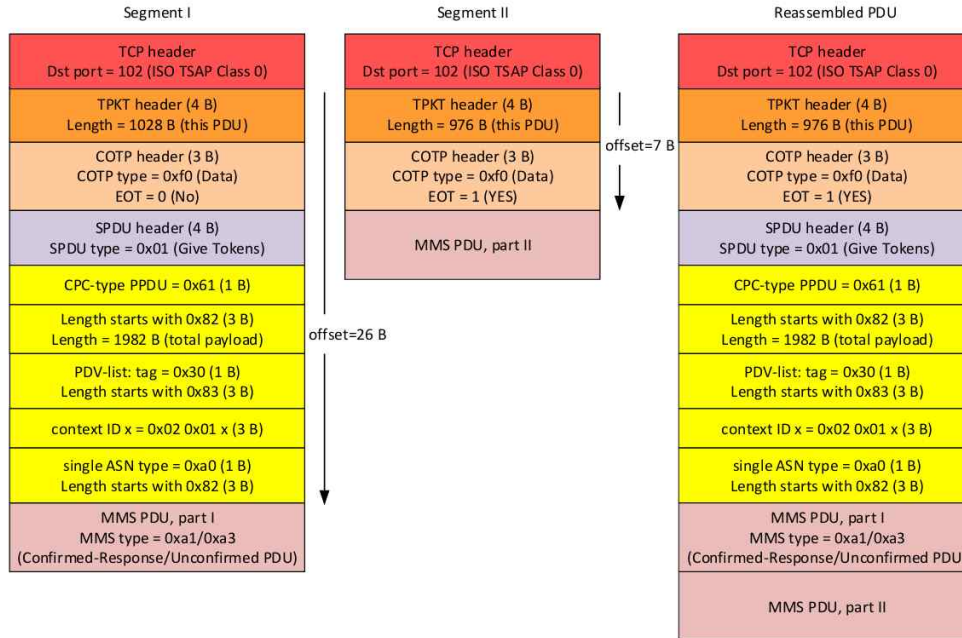 Segment I
TCP header
Dst port = 102 (ISO TSAP Class 0)
TPKT header (4 B)
Length = 1028 B (this PDU)
COTP header (3 B)
COTP type = 0xf0 (Data)
EOT = 0 (No)
SPDU header (4 B)
SPDU type = 0x01 (Give Tokens)
CPC-type PPDU = 0x61 (1 B)
Length starts with 0x82 (3 B)
Length = 1982 B (total payload)
PDV-list: tag = 0x30 (1 B)
Length starts with 0x83 (3 B)
context ID x = 0x02 0x01 x (3 B)
single ASN type = 0xa0 (1 B)
Length starts with 0x82 (3 B)
MMS PDU, part I
MMS type = 0xa1/0xa3
(Confirmed-Response/Unconfirmed PDU)
offset=26 B
Segment II
TCP header
Dst port = 102 (ISO TSAP Class 0)
TPKT header (4 B)
Length = 976 B (this PDU)
COTP header (3 B)
COTP type = 0xf0 (Data)
EOT = 1 (YES)
MMS PDU, part II
offset=7 B
Reassembled PDU
TCP header
Dst port = 102 (ISO TSAP Class 0)
TPKT header (4 B)
Length = 976 B (this PDU)
COTP header (3 B)
COTP type = 0xf0 (Data)
EOT = 1 (YES)
SPDU header (4 B)
SPDU type = 0x01 (Give Tokens)
CPC-type PPDU = 0x61 (1 B)
Length starts with 0x82 (3 B)
Length = 1982 B (total payload)
PDV-list: tag = 0x30 (1 B)
Length starts with 0x83 (3 B)
context ID x = 0x02 0x01 x (3 B)
single ASN type = 0xa0 (1 B)
Length starts with 0x82 (3 B)
MMS PDU, part I
MMS type = 0xa1/0xa3
(Confirmed-Response/Unconfirmed PDU)
MMS PDU, part II